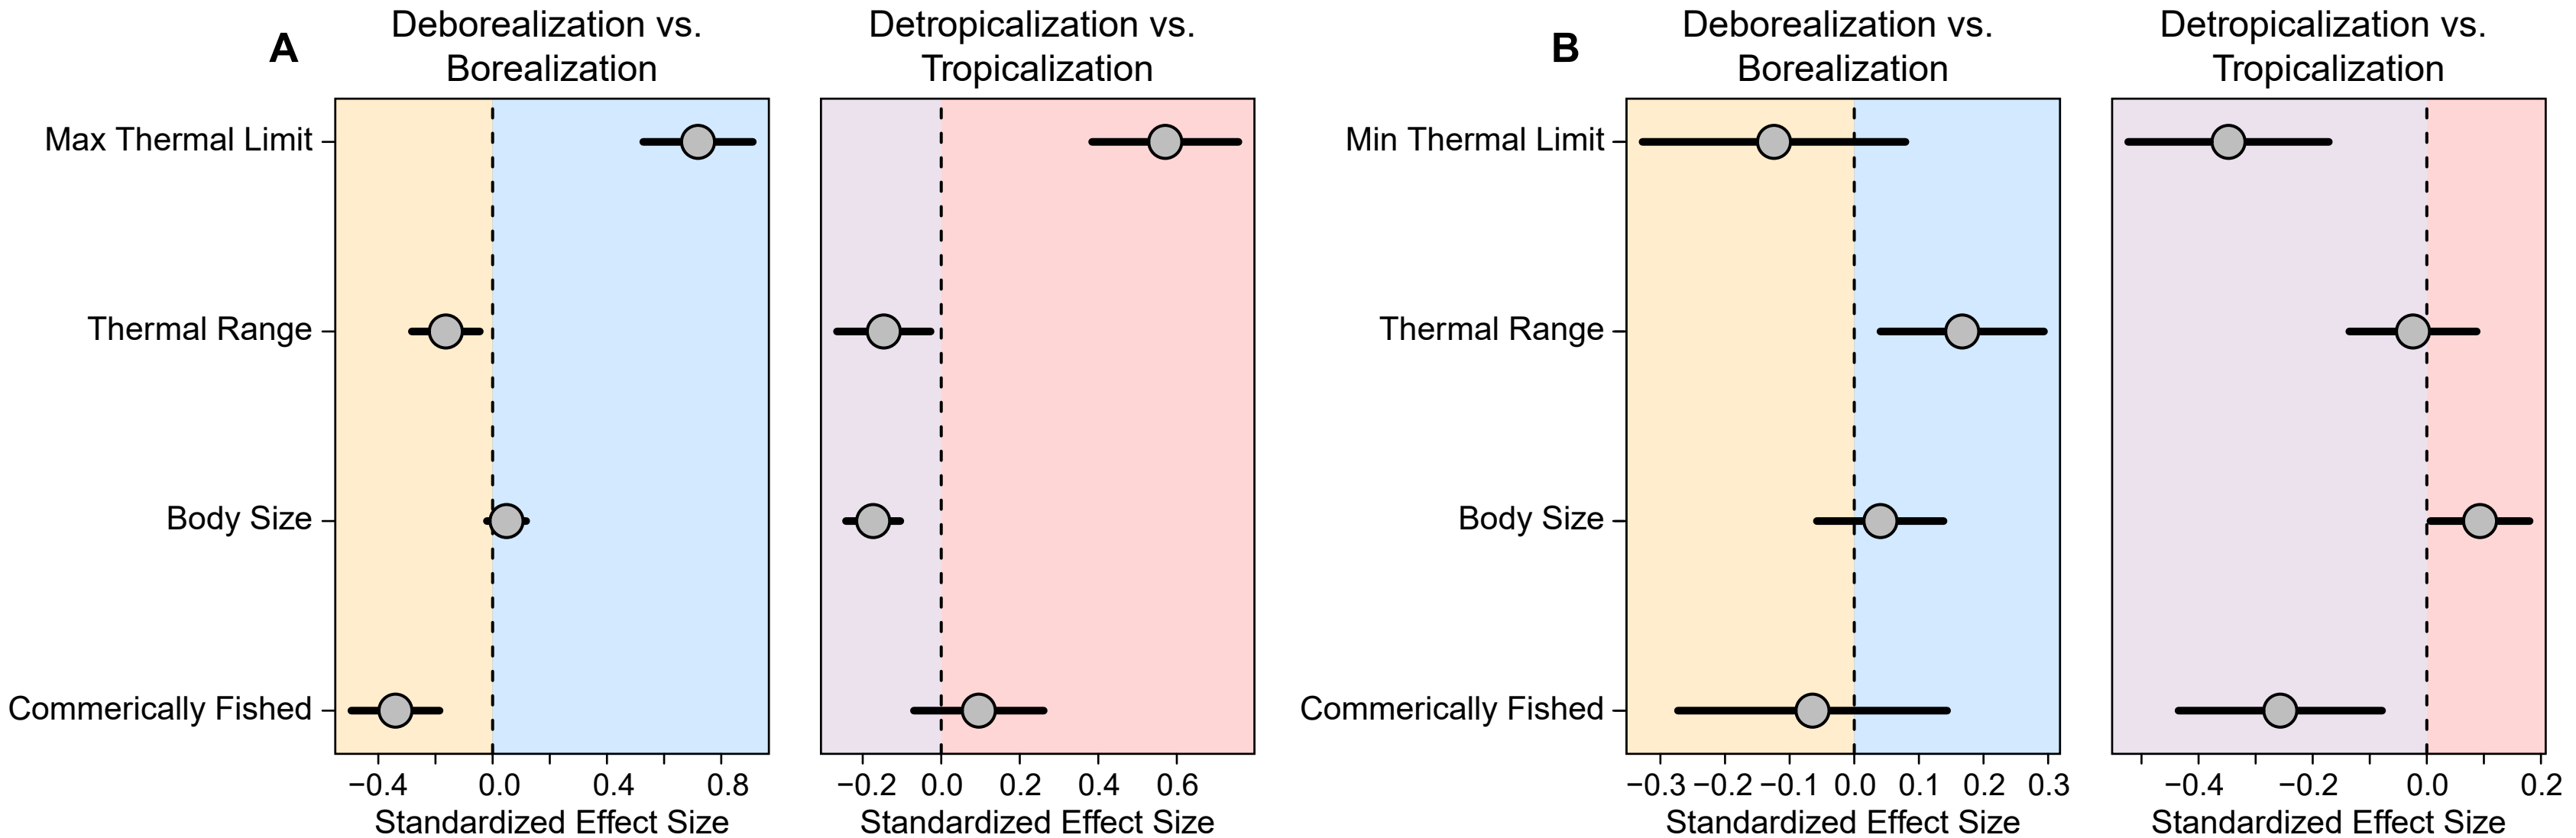 A
Deborealization vs.
Borealization
Detropicalization vs.
Tropicalization
Max Thermal Limit
Thermal Range
Body Size
Commerically Fished
−0.4 0.0 0.4 0.8
Standardized Effect Size
−0.2 0.0 0.2 0.4 0.6
Standardized Effect Size
B
Deborealization vs.
Borealization
Detropicalization vs.
Tropicalization
Min Thermal Limit
Thermal Range
Body Size
Commerically Fished
−0.3 −0.2 −0.1 0.0 0.1 0.2 0.3
Standardized Effect Size
−0.4 −0.2 0.0 0.2
Standardized Effect Size